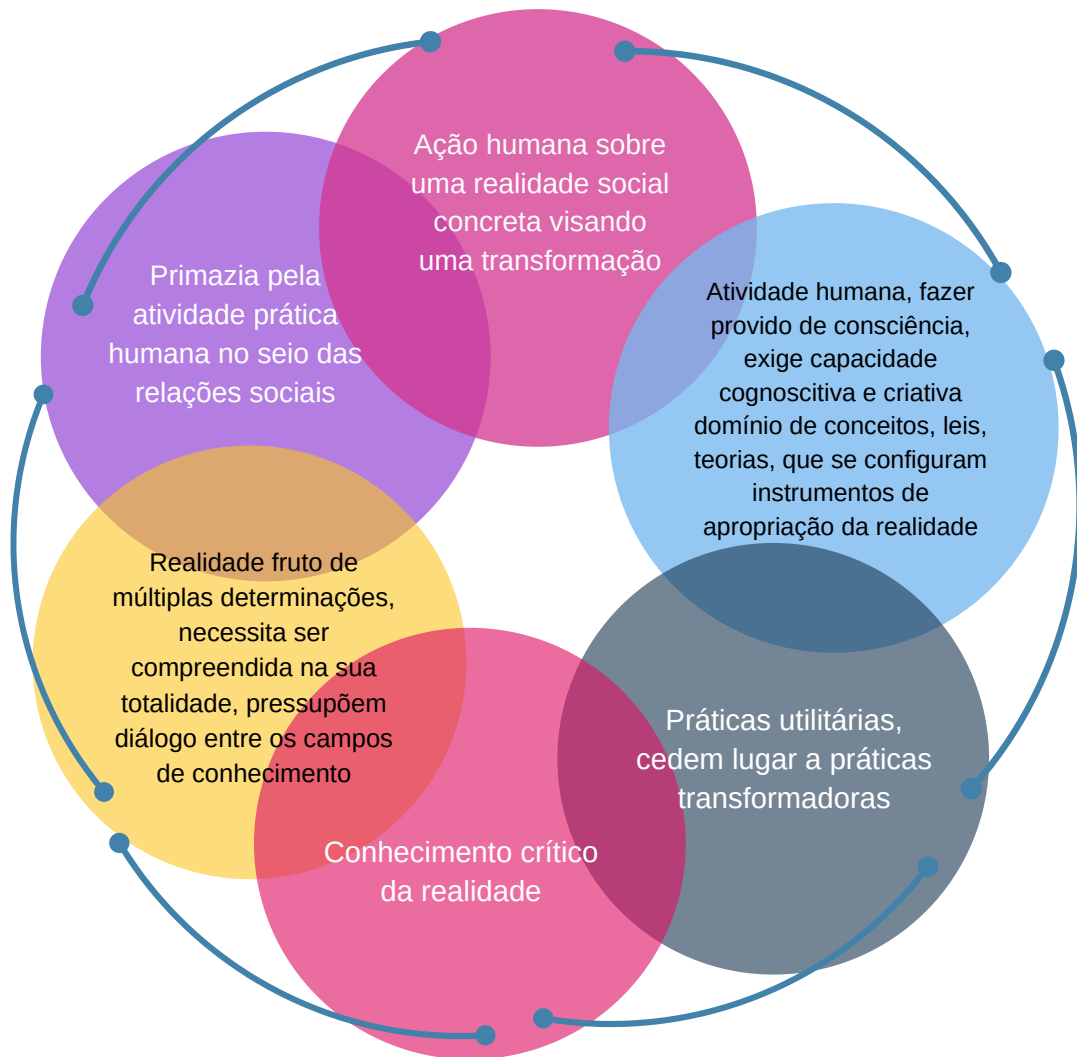 Ação humana sobre
uma realidade social
concreta visando
uma transformação
Primazia pela
atividade prática
humana no seio das
relações sociais
Atividade humana, fazer
provido de consciência,
exige capacidade
cognoscitiva e criativa
domínio de conceitos, leis,
teorias, que se configuram
instrumentos de
apropriação da realidade
Realidade fruto de
múltiplas determinações,
necessita ser
compreendida na sua
totalidade, pressupõem
diálogo entre os campos
de conhecimento
Práticas utilitárias,
cedem lugar a práticas
transformadoras
Conhecimento crítico
da realidade